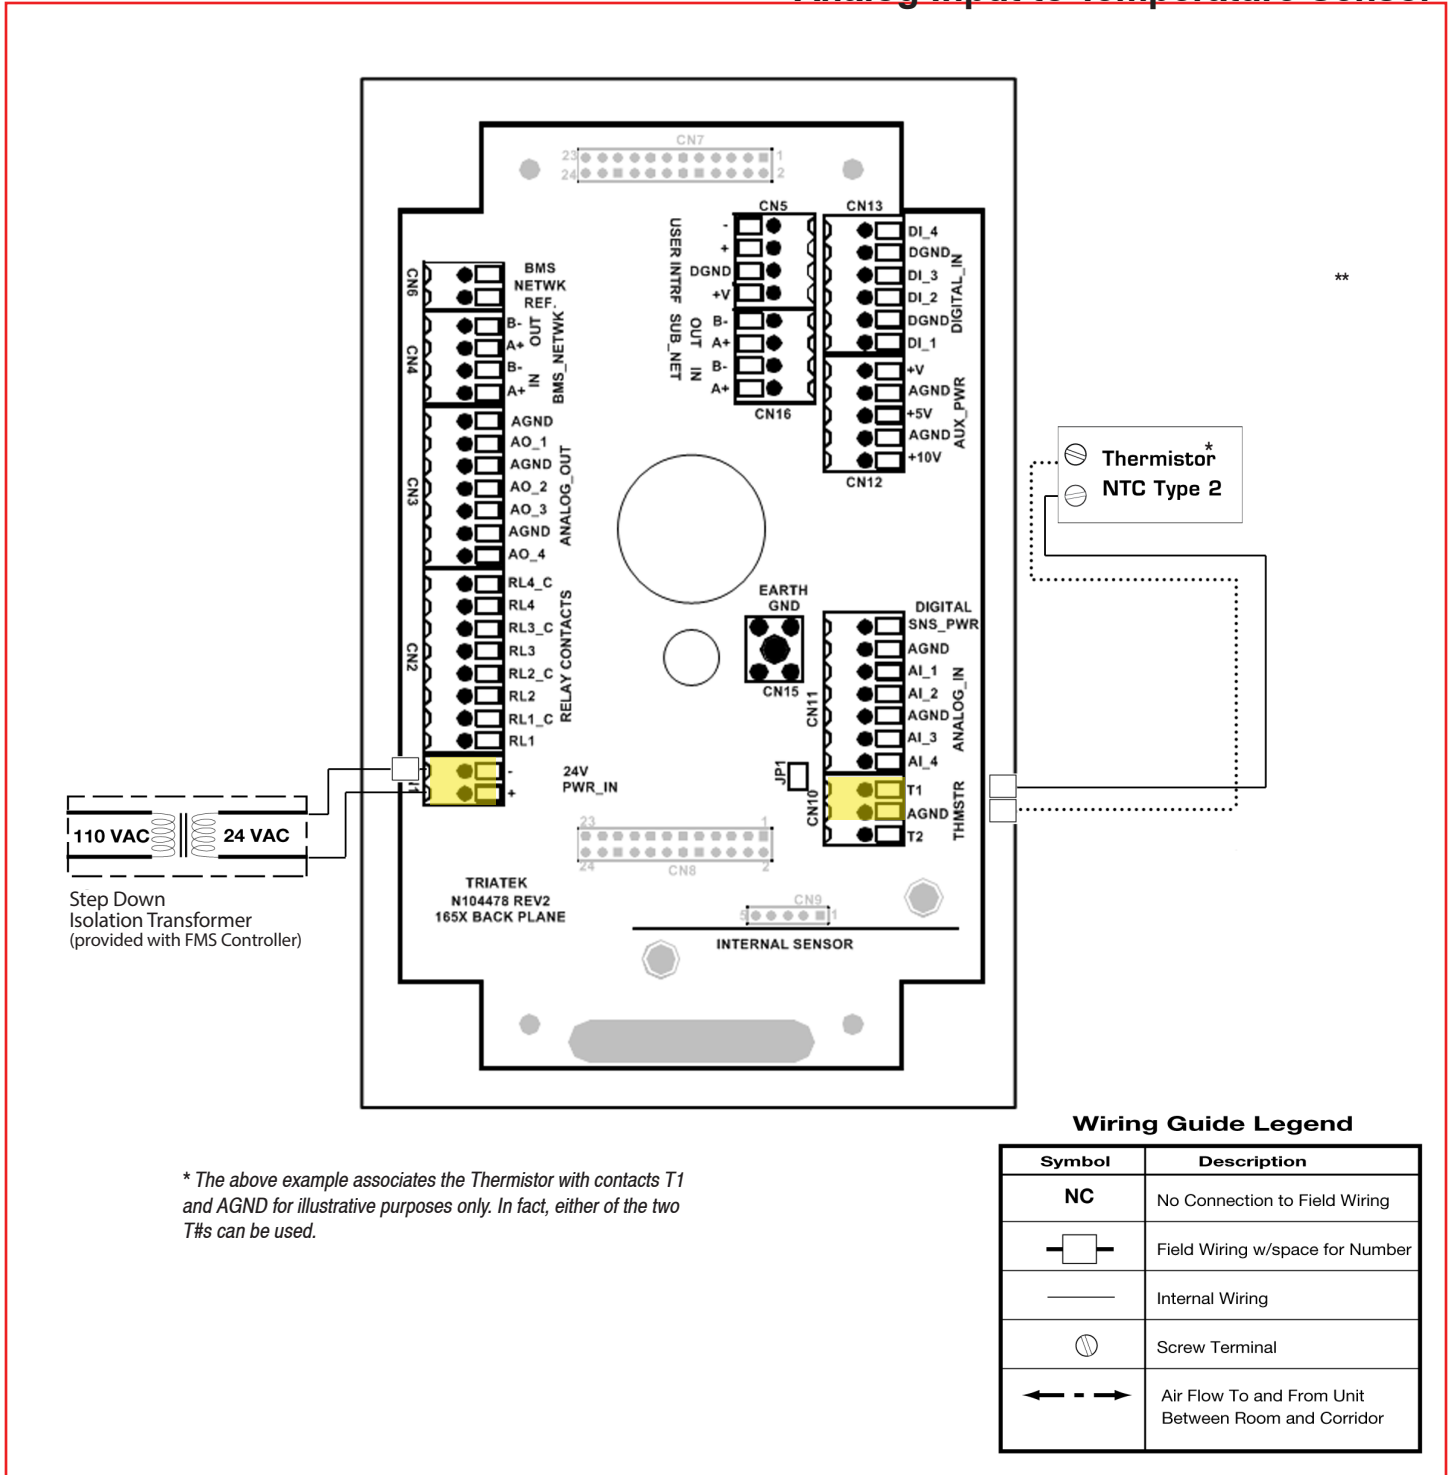 Analog Input to Temperature Sensor
CN7
23
1
24
2
CN5
CN13
-
+
DGND
+V
USER INTRF
B-
A+
B-
A+
OUT
IN
SUB_NET
CN16
DI_4
DGND
DI_3
DI_2
DGND
DI_1
DIGITAL_IN
+V
AGND
+5V
AGND
+10V
AUX_PWR
CN12
**
CN6
BMS
NETWK
REF.
CN4
B-
A+
B-
A+
OUT
IN
BMS_NETWK
CN3
AGND
AO_1
AGND
AO_2
AO_3
AGND
AO_4
ANALOG_OUT
CN2
RL4_C
RL4
RL3_C
RL3
RL2_C
RL2
RL1_C
RL1
RELAY CONTACTS
Thermistor*
NTC Type 2
EARTH
GND
CN15
DIGITAL
SNS_PWR
AGND
AI_1
AI_2
AGND
AI_3
AI_4
CN11
ANALOG_IN
JP1
CN10
T1
AGND
T2
THMSTR
-
+
24V
PWR_IN
110 VAC
24 VAC
Step Down
Isolation Transformer
(provided with FMS Controller)
23
1
24
CN8
2
TRIATEK
N104478 REV2
165X BACK PLANE
CN9
5
1
INTERNAL SENSOR
* The above example associates the Thermistor with contacts T1
and AGND for illustrative purposes only. In fact, either of the two
T#s can be used.
Wiring Guide Legend
Symbol
Description
NC
No Connection to Field Wiring
Field Wiring w/space for Number
Internal Wiring
Screw Terminal
Air Flow To and From Unit
Between Room and Corridor